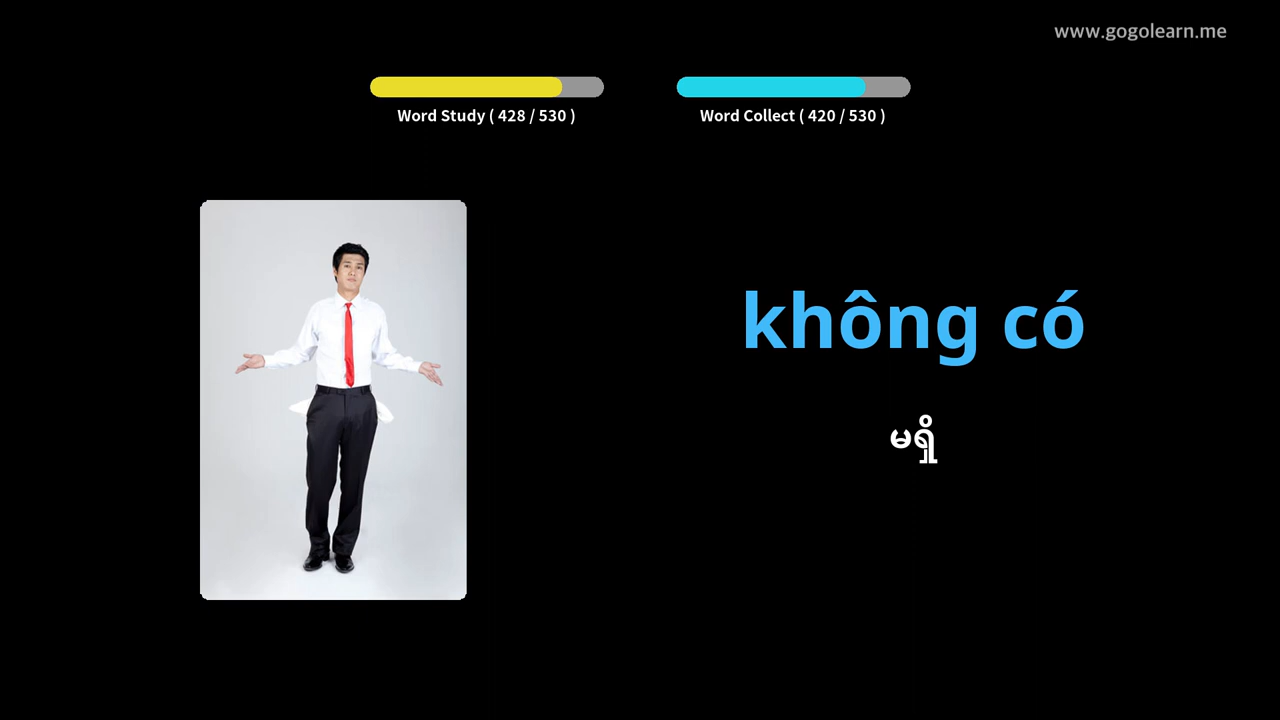 www.gogolearn.me
Word Study ( 428 / 530 )
Word Collect ( 420 / 530 )
không có
မရှိ